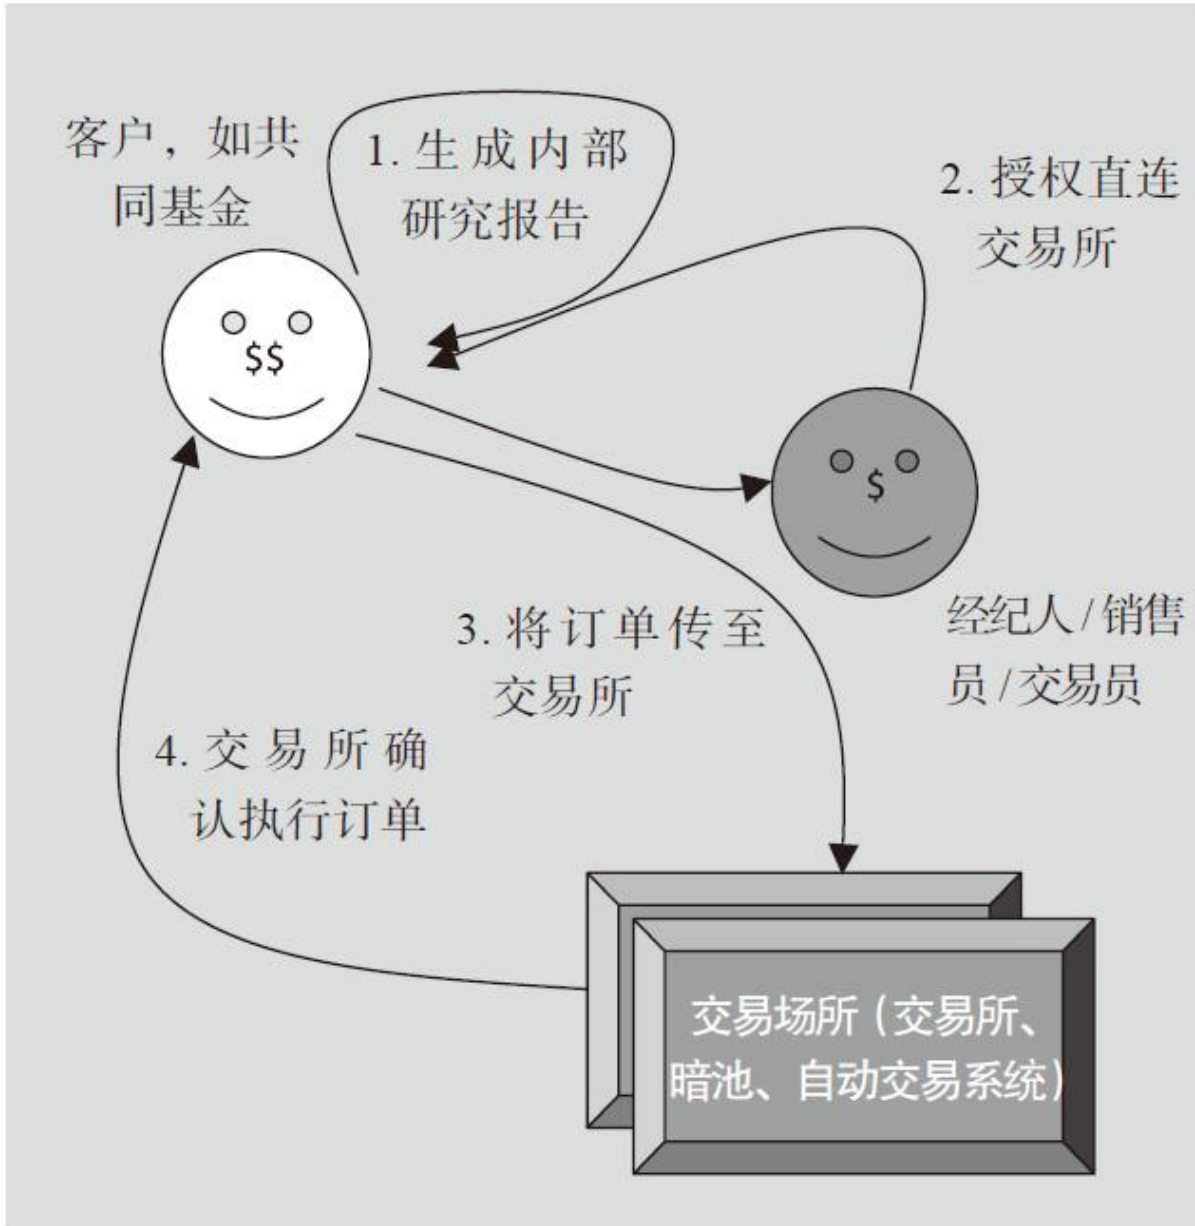 客户，如共
同基金
1. 生成内部
研究报告
2. 授权直连
交易所
$$
$
经纪人/销售
员/交易员
3. 将订单传至
交易所
4. 交易所确
认执行订单
交易场所（交易所、
暗池、自动交易系统）